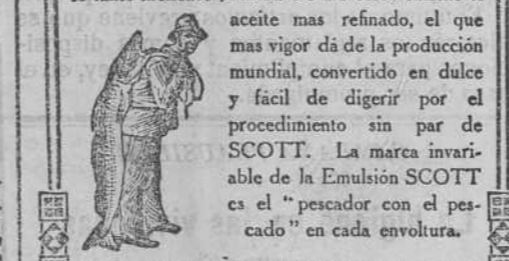 aceite mas refinado, el que
mas vigor dá de la producción
mundial, convertido en dulce
y fácil de digerir por el
procedimiento sin par de
SCOTT. La marca invari-
able de la Emulsión SCOTT
es el "pescador con el pes-
cado" en cada envoltura.